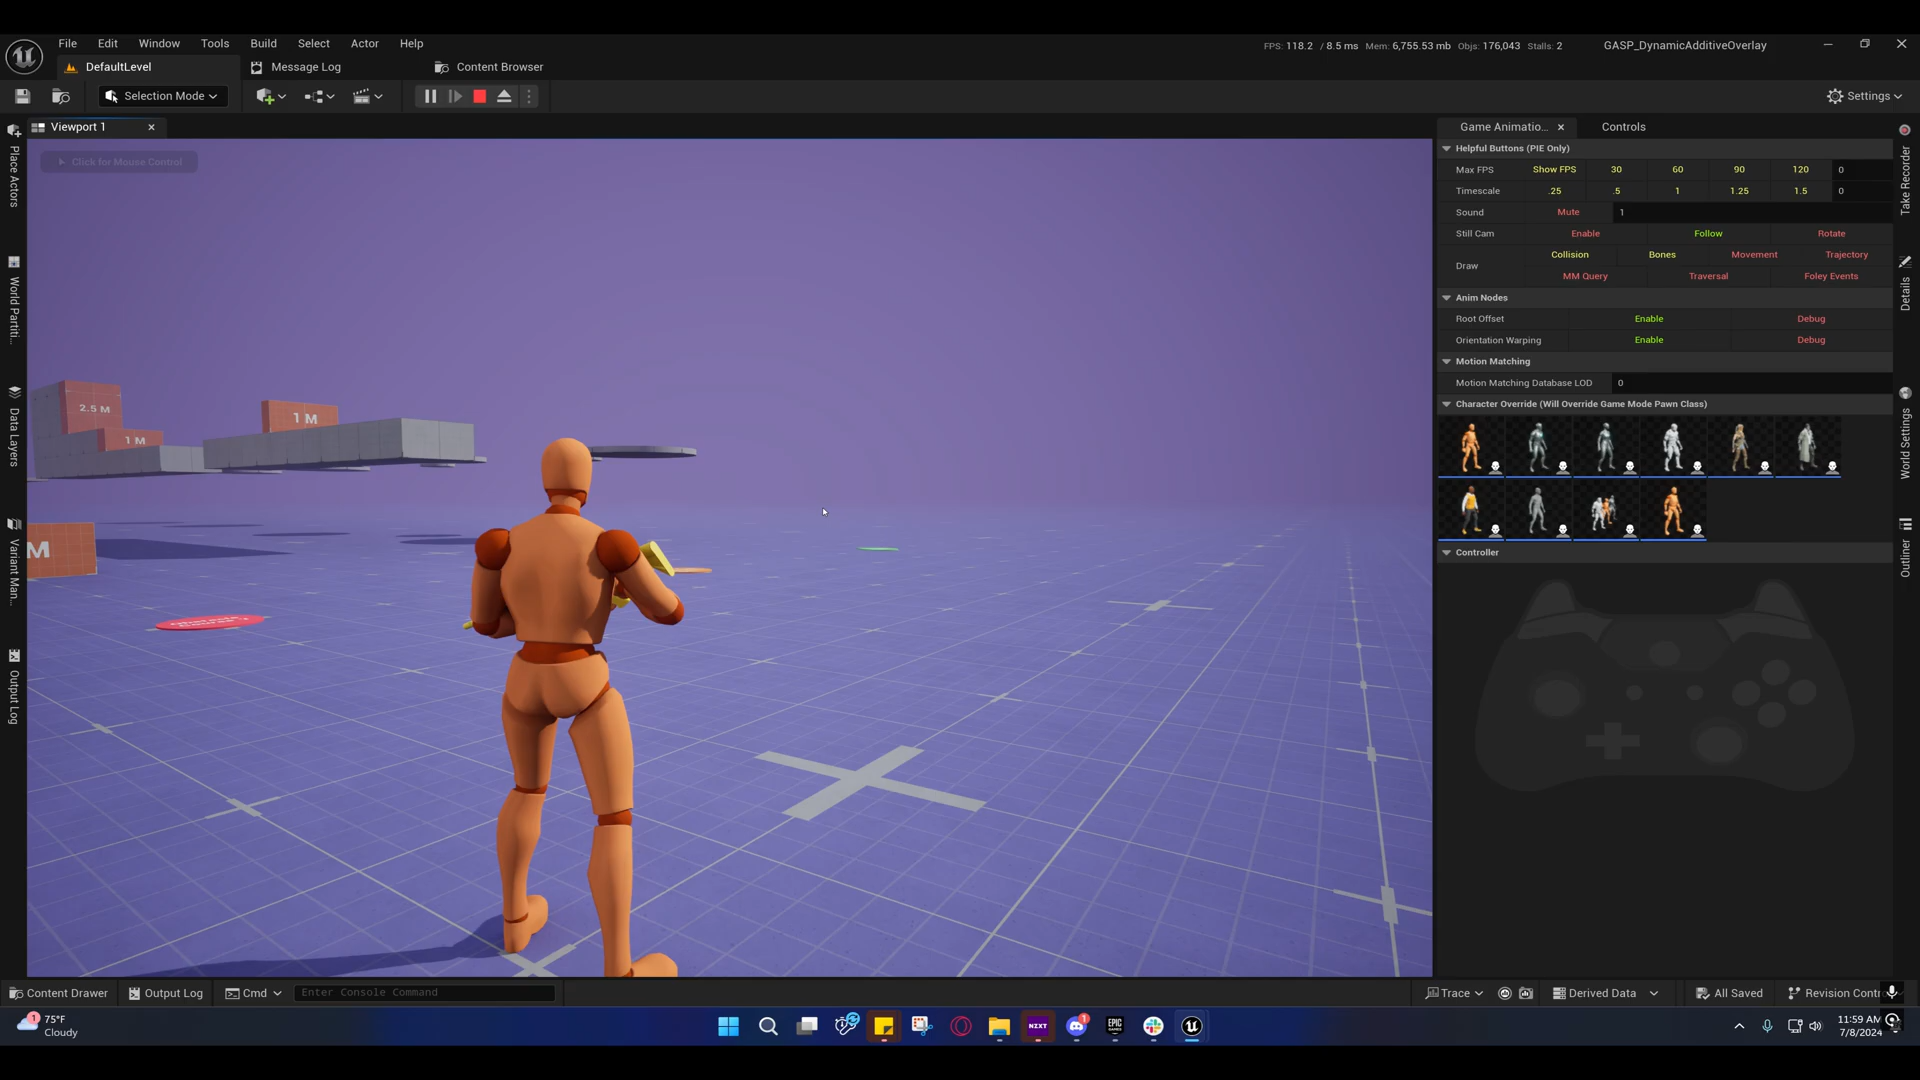 File Edit Window Tools Build Select Actor Help
FPS: 118.2 / 8.5 ms Mem: 6,755.53 mb Objs: 176,043 Stalls: 2
GASP_DynamicAdditiveOverlay
DefaultLevel
Message Log
Content Browser
Selection Mode
Settings
Viewport 1
Click for Mouse Control
Place Actors
World Partiti...
Data Layers
Variant Man...
Output Log
2.5 M
1 M
1 M
M
Game Animatio...
Controls
Helpful Buttons (PIE Only)
Max FPS Show FPS 30 60 90 120 0
Timescale .25 .5 1 1.25 1.5 0
Sound Mute 1
Still Cam Enable Follow Rotate
Draw Collision Bones Movement Trajectory
MM Query Traversal Foley Events
Anim Nodes
Root Offset Enable Debug
Orientation Warping Enable Debug
Motion Matching
Motion Matching Database LOD 0
Character Override (Will Override Game Mode Pawn Class)
Controller
Take Recorder
Details
World Settings
Outliner
Content Drawer
Output Log
Cmd
Enter Console Command
Trace
Derived Data
All Saved
Revision Contr
1
75°F
Cloudy
NZXT
1
EPIC
GAMES
11:59 AM
7/8/2024